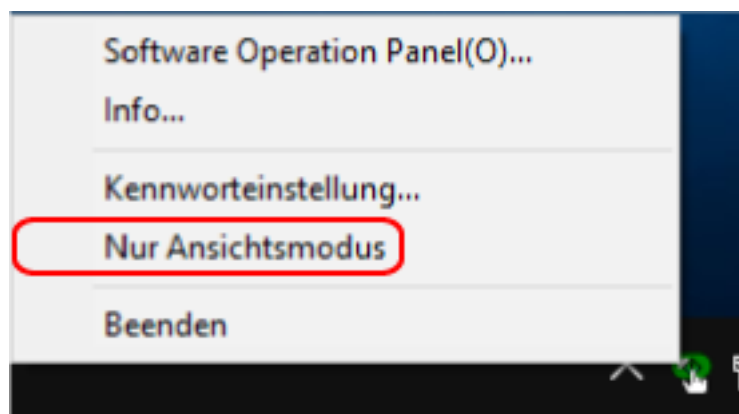 Software Operation Panel(O)...
Info...
Kennworteinstellung...
Nur Ansichtsmodus
Beenden